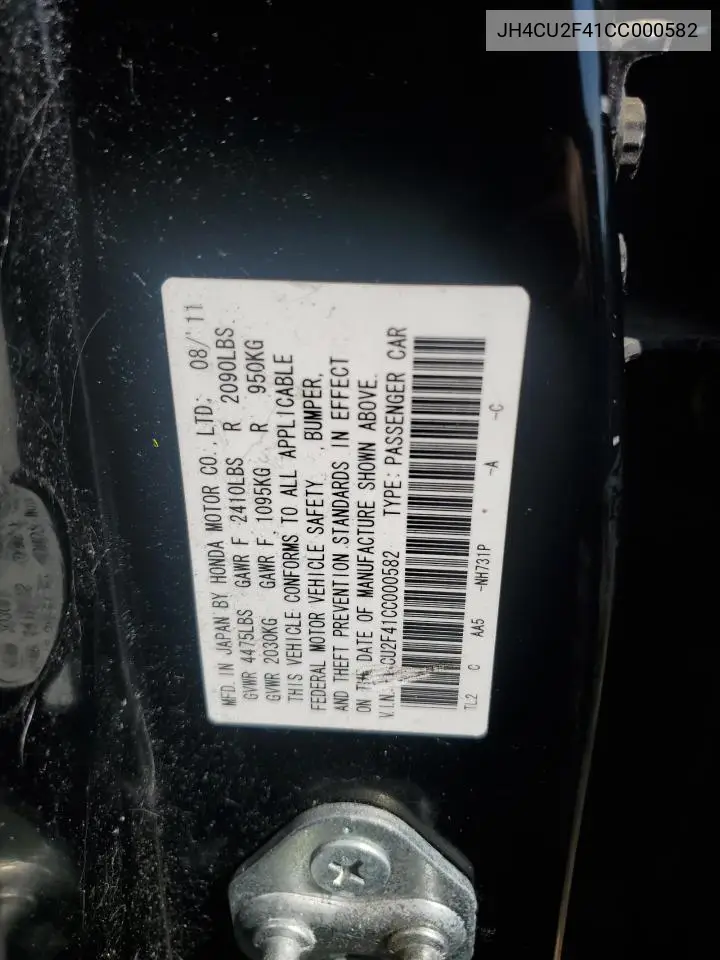 JH4CU2F41CC000582
MFD. IN JAPAN BY HONDA MOTOR CO., LTD. 08/'11
GVWR 4475LBS GAWR F 2410LBS R 2090LBS
GVWR 2030KG GAWR F 1095KG R 950KG
THIS VEHICLE CONFORMS TO ALL APPLICABLE
FEDERAL MOTOR VEHICLE SAFETY, BUMPER,
AND THEFT PREVENTION STANDARDS IN EFFECT
ON THE DATE OF MANUFACTURE SHOWN ABOVE.
V.I.N. CU2F41CC000582 TYPE: PASSENGER CAR
TL2 C AA5 -NH731P * -A -C